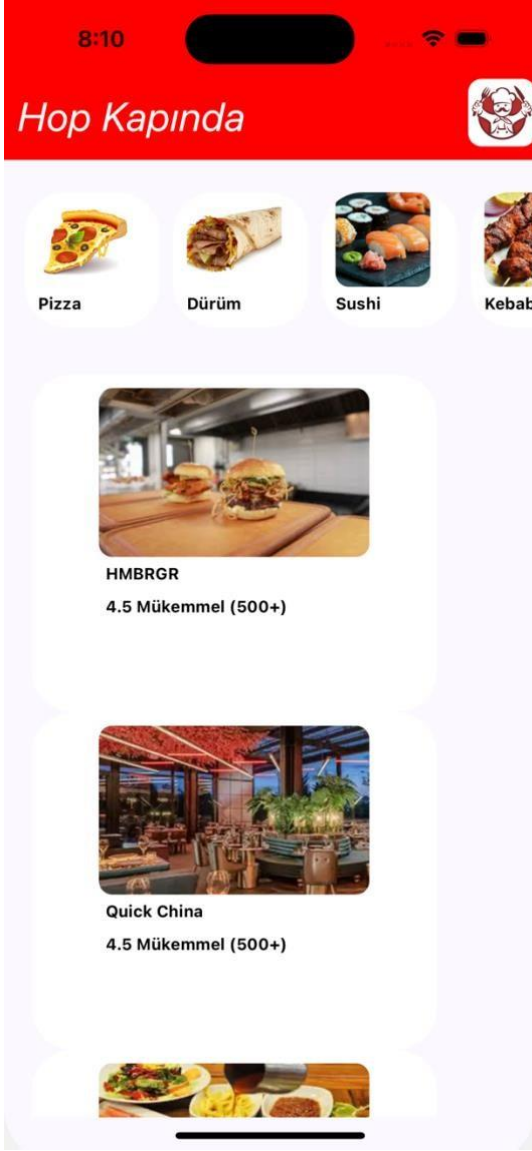 8:10
Hop Kapında
Pizza
Dürüm
Sushi
Kebab
HMBRGR
4.5 Mükemmel (500+)
Quick China
4.5 Mükemmel (500+)